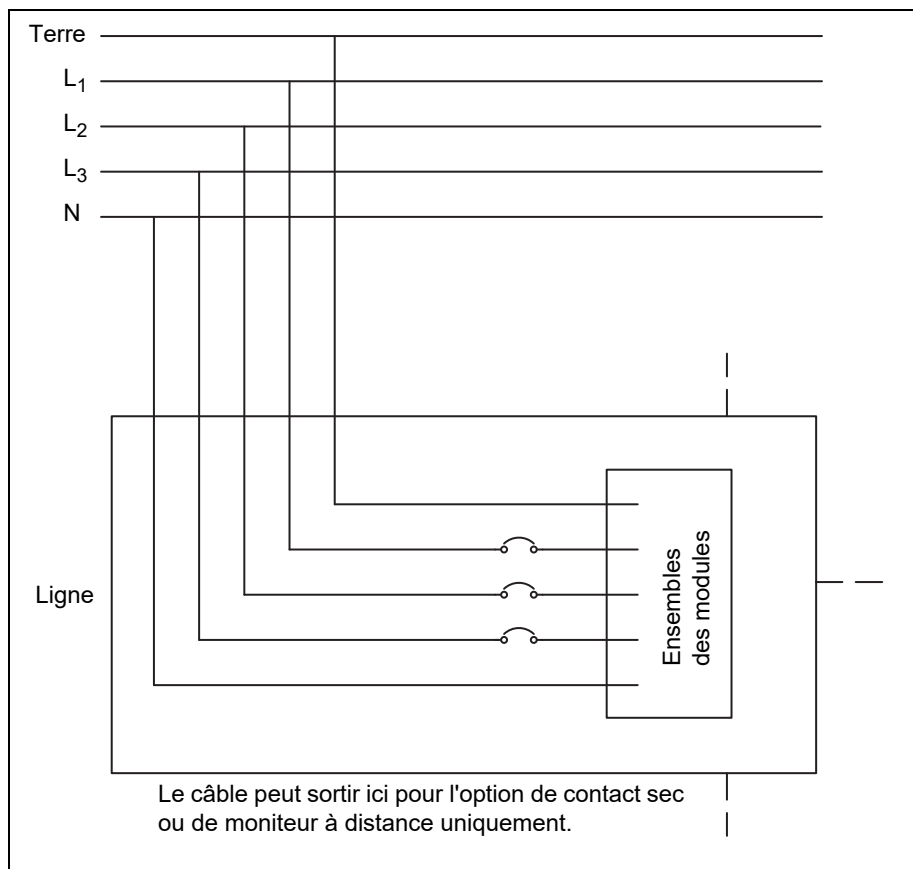 Terre
L1
L2
L3
N
Ligne
Ensembles
des modules
Le câble peut sortir ici pour l'option de contact sec
ou de moniteur à distance uniquement.